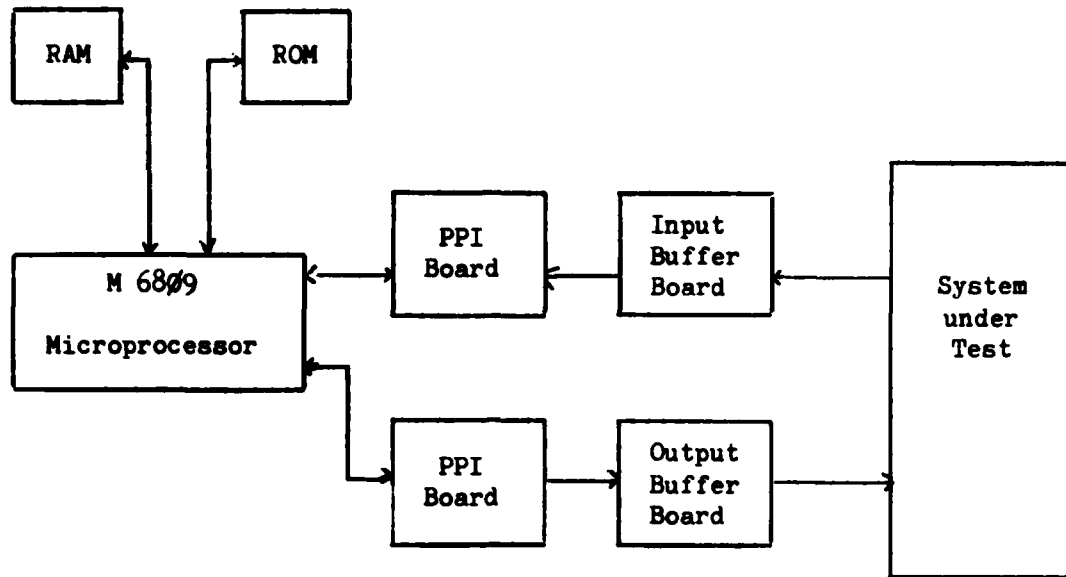 RAM
ROM
M 68Ø9
Microprocessor
PPI
Board
Input
Buffer
Board
System
under
Test
PPI
Board
Output
Buffer
Board